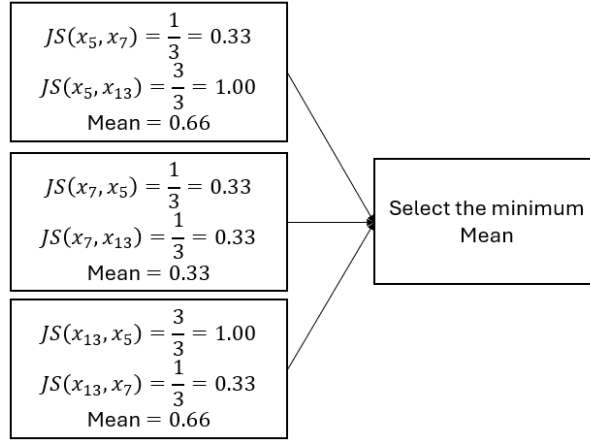 JS(x₅, x₇) = 1/3 = 0.33
JS(x₅, x₁₃) = 3/3 = 1.00
Mean = 0.66
JS(x₇, x₅) = 1/3 = 0.33
JS(x₇, x₁₃) = 1/3 = 0.33
Mean = 0.33
JS(x₁₃, x₅) = 3/3 = 1.00
JS(x₁₃, x₇) = 1/3 = 0.33
Mean = 0.66
Select the minimum
Mean